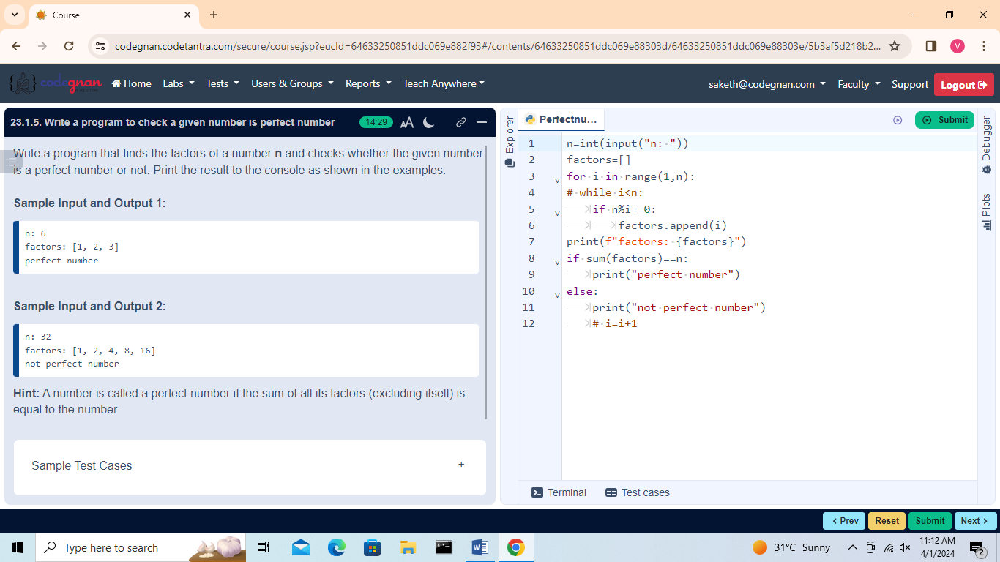 Course
codegnan.codetantra.com/secure/course.jsp?eucId=64633250851ddc069e882f93#/contents/64633250851ddc069e88303d/64633250851ddc069e88303e/5b3af5d218b2...
V
codegnan
Home Labs Tests Users & Groups Reports Teach Anywhere
saketh@codegnan.com Faculty Support Logout
23.1.5. Write a program to check a given number is perfect number
14:29 AA
Write a program that finds the factors of a number n and checks whether the given number
is a perfect number or not. Print the result to the console as shown in the examples.
Sample Input and Output 1:
n: 6
factors: [1, 2, 3]
perfect number
Sample Input and Output 2:
n: 32
factors: [1, 2, 4, 8, 16]
not perfect number
Hint: A number is called a perfect number if the sum of all its factors (excluding itself) is
equal to the number
Sample Test Cases +
Explorer
Perfectnu...
Submit
1 n=int(input("n: "))
2 factors=[]
3 for i in range(1,n):
4 # while i<n:
5 if n%i==0:
6 factors.append(i)
7 print(f"factors: {factors}")
8 if sum(factors)==n:
9 print("perfect number")
10 else:
11 print("not perfect number")
12 # i=i+1
Debugger
Plots
Terminal Test cases
< Prev Reset Submit Next >
Type here to search
31°C Sunny
11:12 AM
4/1/2024
2